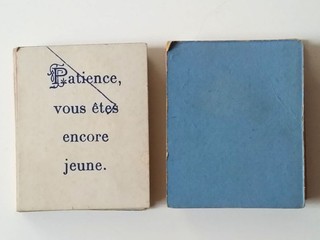 Patience,
vous êtes
encore
jeune.